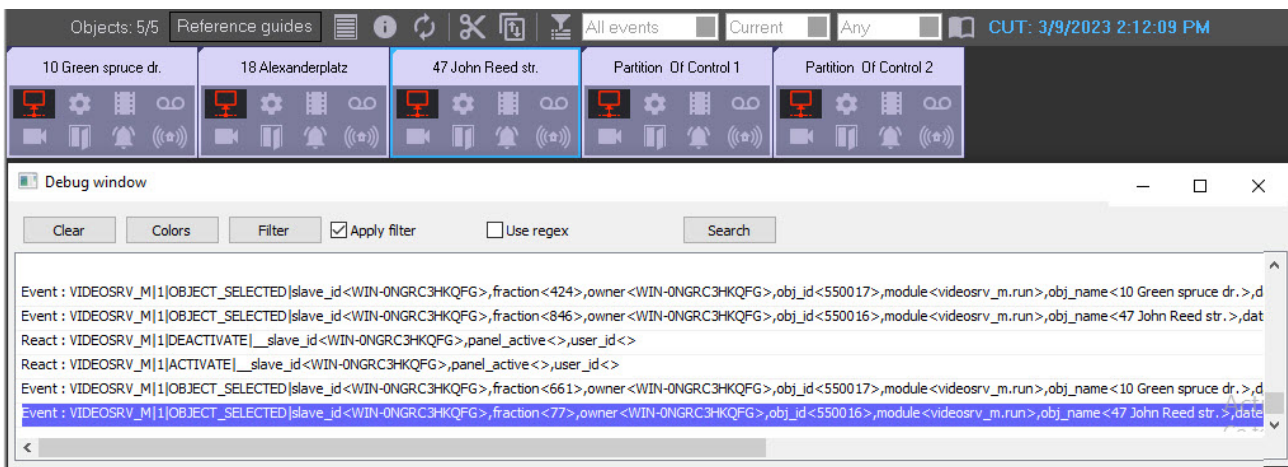 Objects: 5/5 Reference guides All events Current Any CUT: 3/9/2023 2:12:09 PM
10 Green spruce dr. 18 Alexanderplatz 47 John Reed str. Partition Of Control 1 Partition Of Control 2
Debug window
Clear Colors Filter Apply filter Use regex Search
Event : VIDEOSRV_M|1|OBJECT_SELECTED|slave_id<WIN-0NGRC3HKQFG>,fraction<424>,owner<WIN-0NGRC3HKQFG>,obj_id<550017>,module<videosrv_m.run>,obj_name<10 Green spruce dr.>,d
Event : VIDEOSRV_M|1|OBJECT_SELECTED|slave_id<WIN-0NGRC3HKQFG>,fraction<846>,owner<WIN-0NGRC3HKQFG>,obj_id<550016>,module<videosrv_m.run>,obj_name<47 John Reed str.>,dat
React : VIDEOSRV_M|1|DEACTIVATE|__slave_id<WIN-0NGRC3HKQFG>,panel_active<>,user_id<>
React : VIDEOSRV_M|1|ACTIVATE|__slave_id<WIN-0NGRC3HKQFG>,panel_active<>,user_id<>
Event : VIDEOSRV_M|1|OBJECT_SELECTED|slave_id<WIN-0NGRC3HKQFG>,fraction<661>,owner<WIN-0NGRC3HKQFG>,obj_id<550017>,module<videosrv_m.run>,obj_name<10 Green spruce dr.>,d
Event : VIDEOSRV_M|1|OBJECT_SELECTED|slave_id<WIN-0NGRC3HKQFG>,fraction<77>,owner<WIN-0NGRC3HKQFG>,obj_id<550016>,module<videosrv_m.run>,obj_name<47 John Reed str.>,date